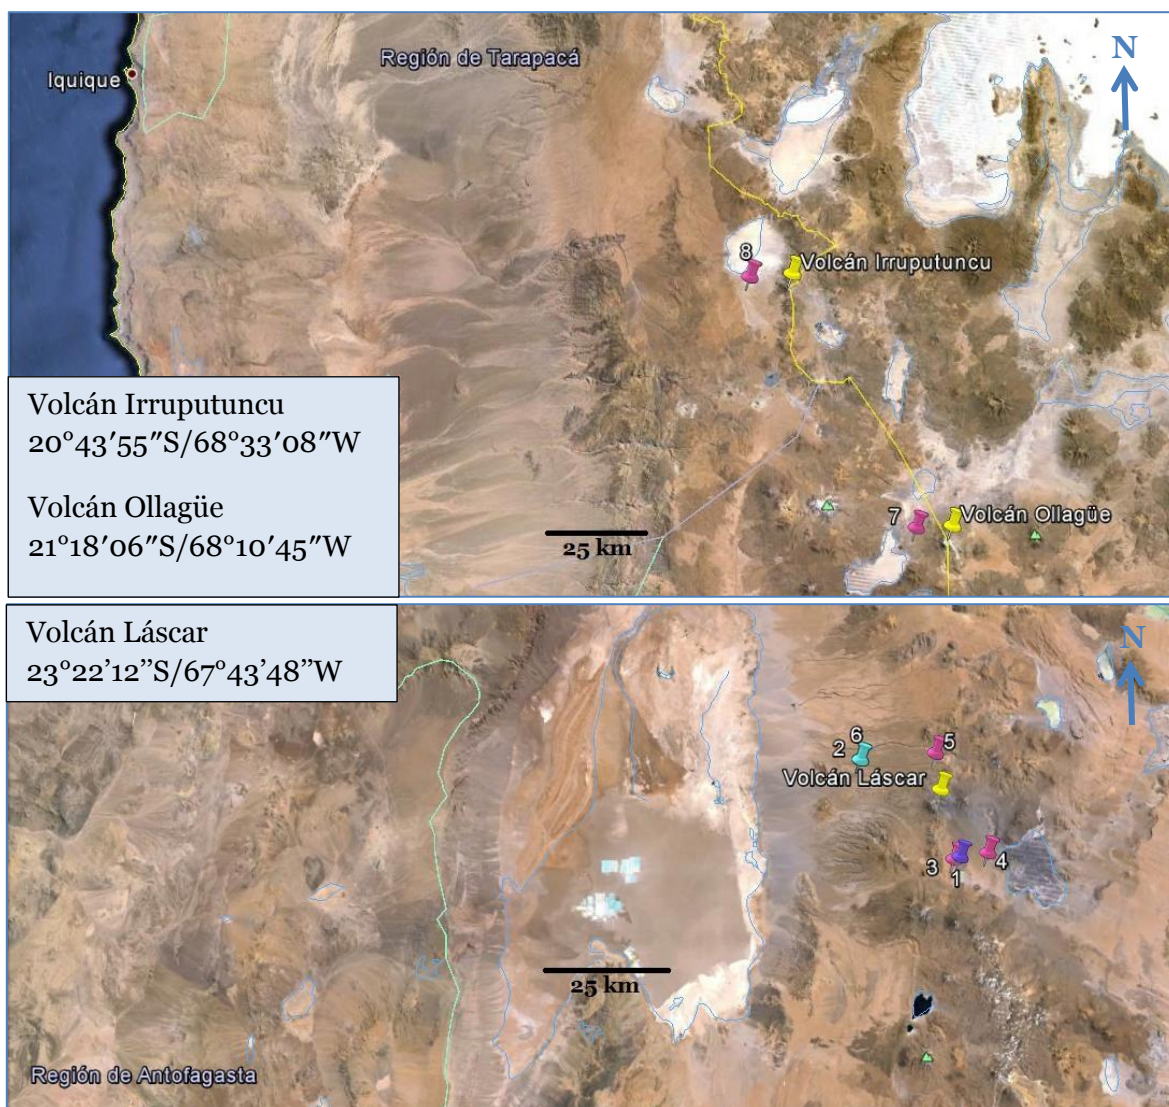 Región de Tarapacá
N
Iquique
8
Volcán Irruputuncu
Volcán Irruputuncu
20°43′55″S/68°33′08″W
Volcán Ollagüe
21°18′06″S/68°10′45″W
7
Volcán Ollagüe
25 km
Volcán Láscar
23°22’12’’S/67°43’48’’W
N
6
2
5
Volcán Láscar
3
1
4
25 km
Región de Antofagasta